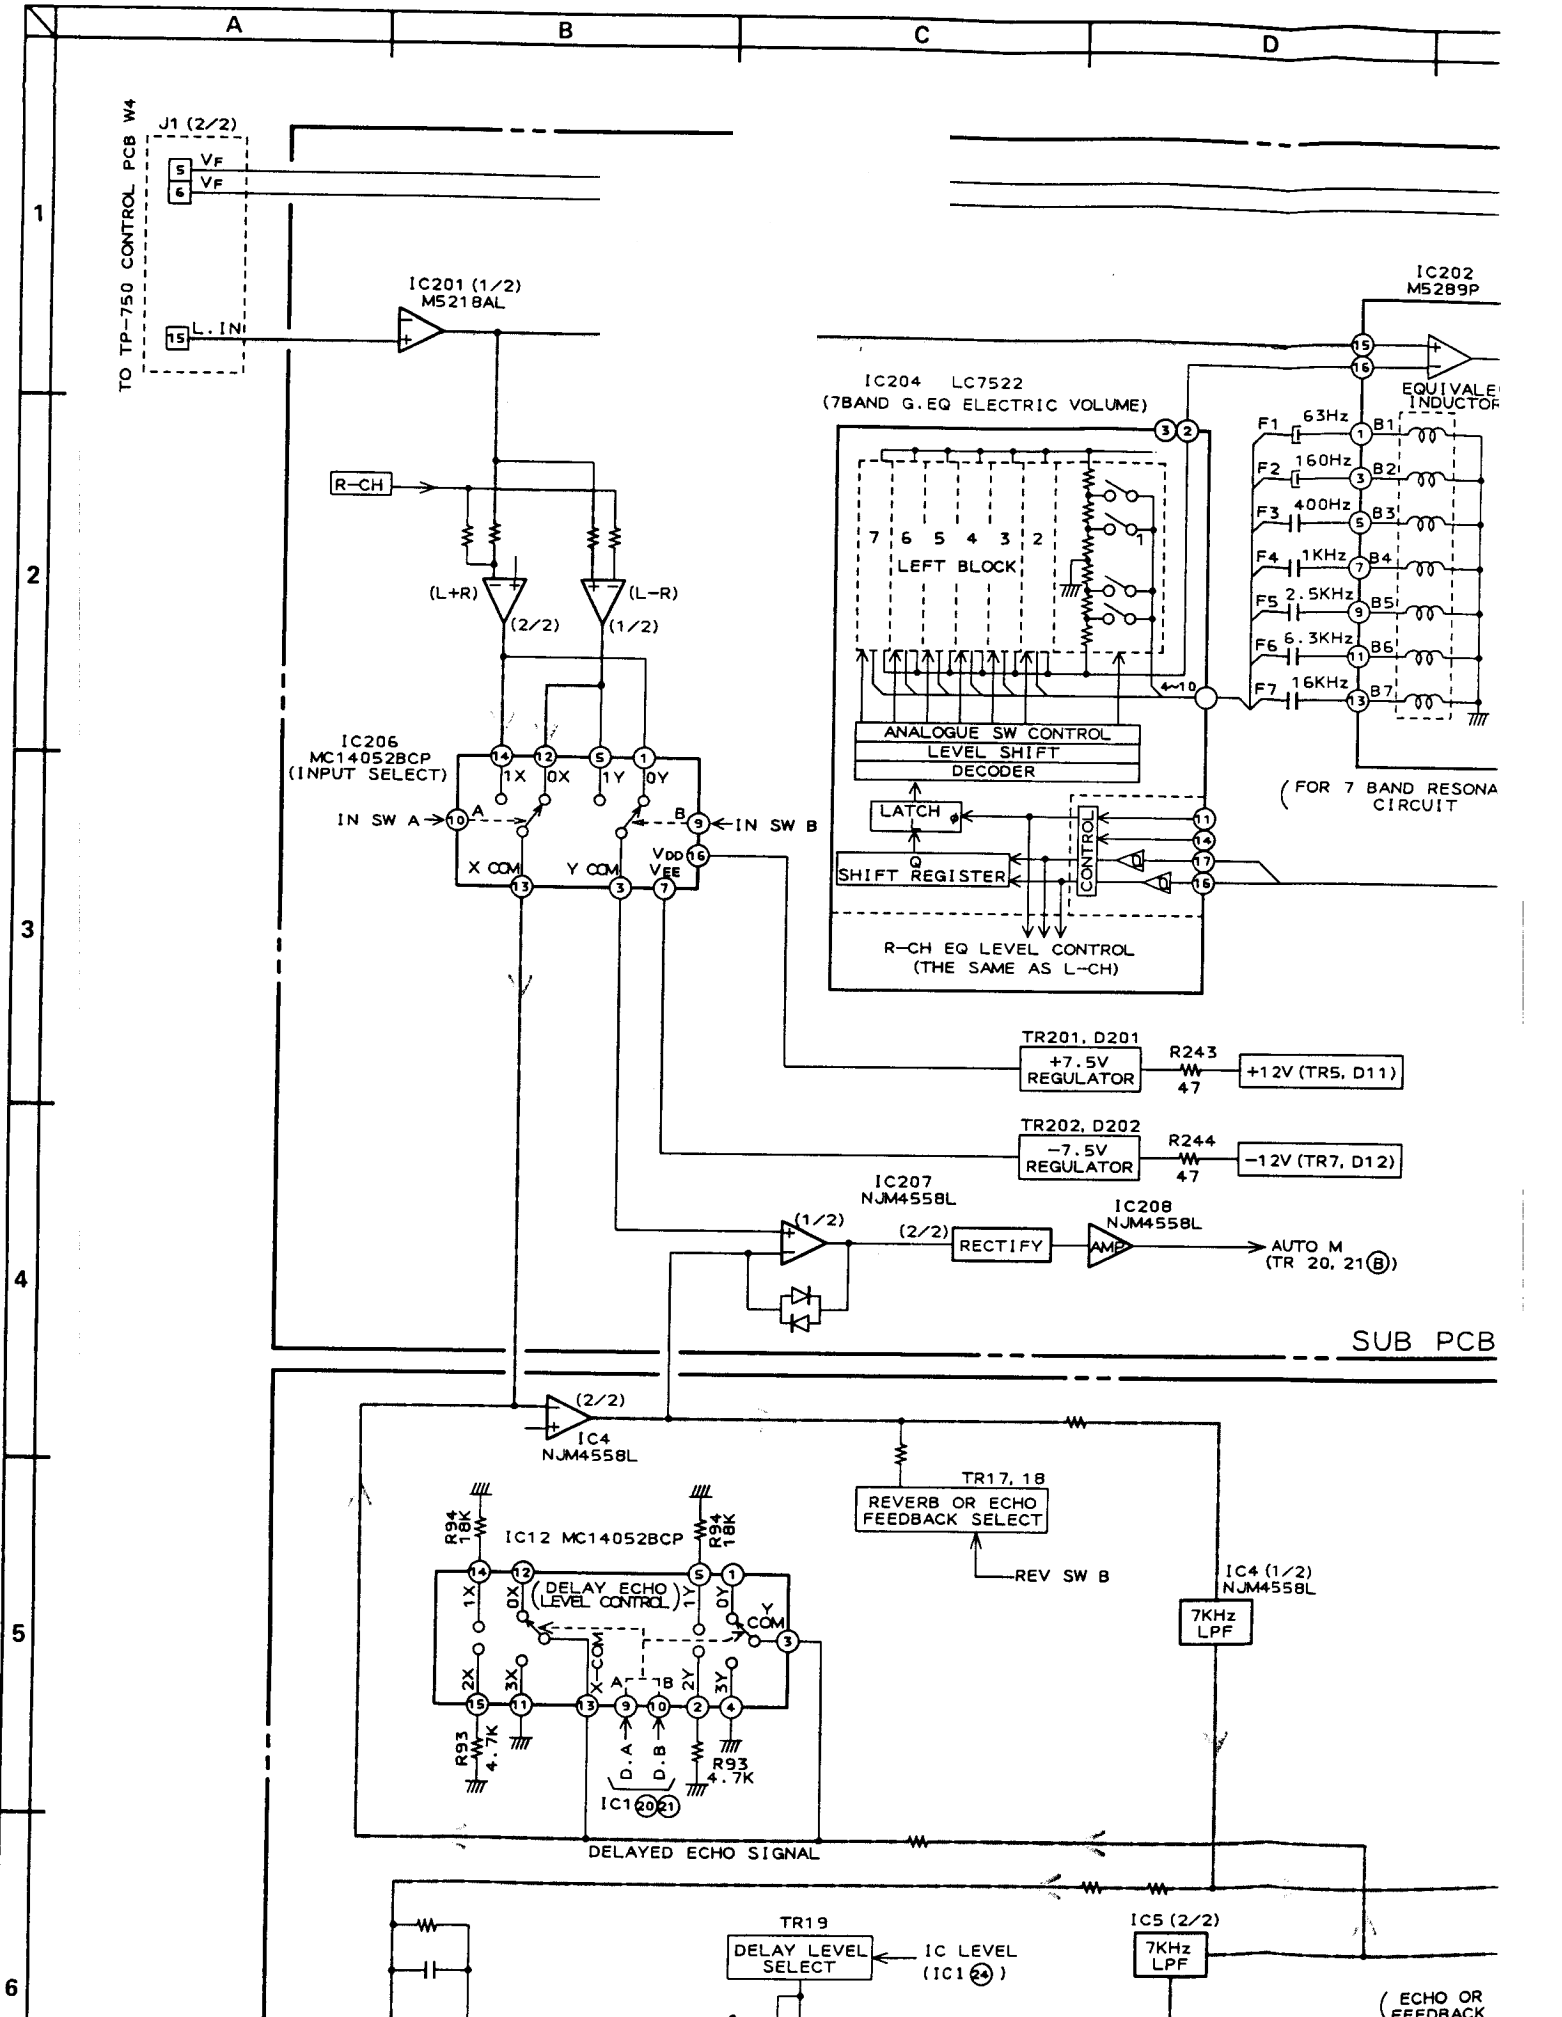 A B C D
1
2
3
4
5
6
TO TP-750 CONTROL PCB W4
J1 (2/2)
5 VF
6 VF
15 L.IN
IC201 (1/2)
M5218AL
R-CH
(L+R)
(L-R)
(2/2)
(1/2)
IC206
MC14052BCP
(INPUT SELECT)
14 12 5 1
1X 0X 1Y 0Y
IN SW A 10 A
B 9 IN SW B
X COM Y COM
VDD 16
VEE
13 3 7
IC204 LC7522
(7BAND G.EQ ELECTRIC VOLUME)
3 2
7 6 5 4 3 2 1
LEFT BLOCK
4~10
ANALOGUE SW CONTROL
LEVEL SHIFT
DECODER
LATCH ø
L
Q
SHIFT REGISTER
CONTROL
11
14
17
16
R-CH EQ LEVEL CONTROL
(THE SAME AS L-CH)
IC202
M5289P
15
16
EQUIVALE
INDUCTOR
F1 63Hz 1 B1
F2 160Hz 3 B2
F3 400Hz 5 B3
F4 1KHz 7 B4
F5 2.5KHz 9 B5
F6 6.3KHz 11 B6
F7 16KHz 13 B7
(FOR 7 BAND RESONA
CIRCUIT
TR201, D201
+7.5V
REGULATOR
R243
47
+12V (TR5, D11)
TR202, D202
-7.5V
REGULATOR
R244
47
-12V (TR7, D12)
IC207
NJM4558L
(1/2)
(2/2)
RECTIFY
IC208
NJM4558L
AMP
AUTO M
(TR 20, 21 B)
SUB PCB
(2/2)
IC4
NJM4558L
TR17, 18
REVERB OR ECHO
FEEDBACK SELECT
REV SW B
IC4 (1/2)
NJM4558L
7KHz
LPF
R94
18K
IC12 MC14052BCP
R94
18K
14 12 5 1
1X 0X 1Y 0Y
(DELAY ECHO
LEVEL CONTROL)
Y
COM
3
2X 3X X-COM A B 2Y 3Y
15 11 13 9 10 2 4
R93
4.7K
D.A D.B
R93
4.7K
IC1 20 21
DELAYED ECHO SIGNAL
TR19
DELAY LEVEL
SELECT
IC LEVEL
(IC1 24)
IC5 (2/2)
7KHz
LPF
(ECHO OR
FEEDBACK